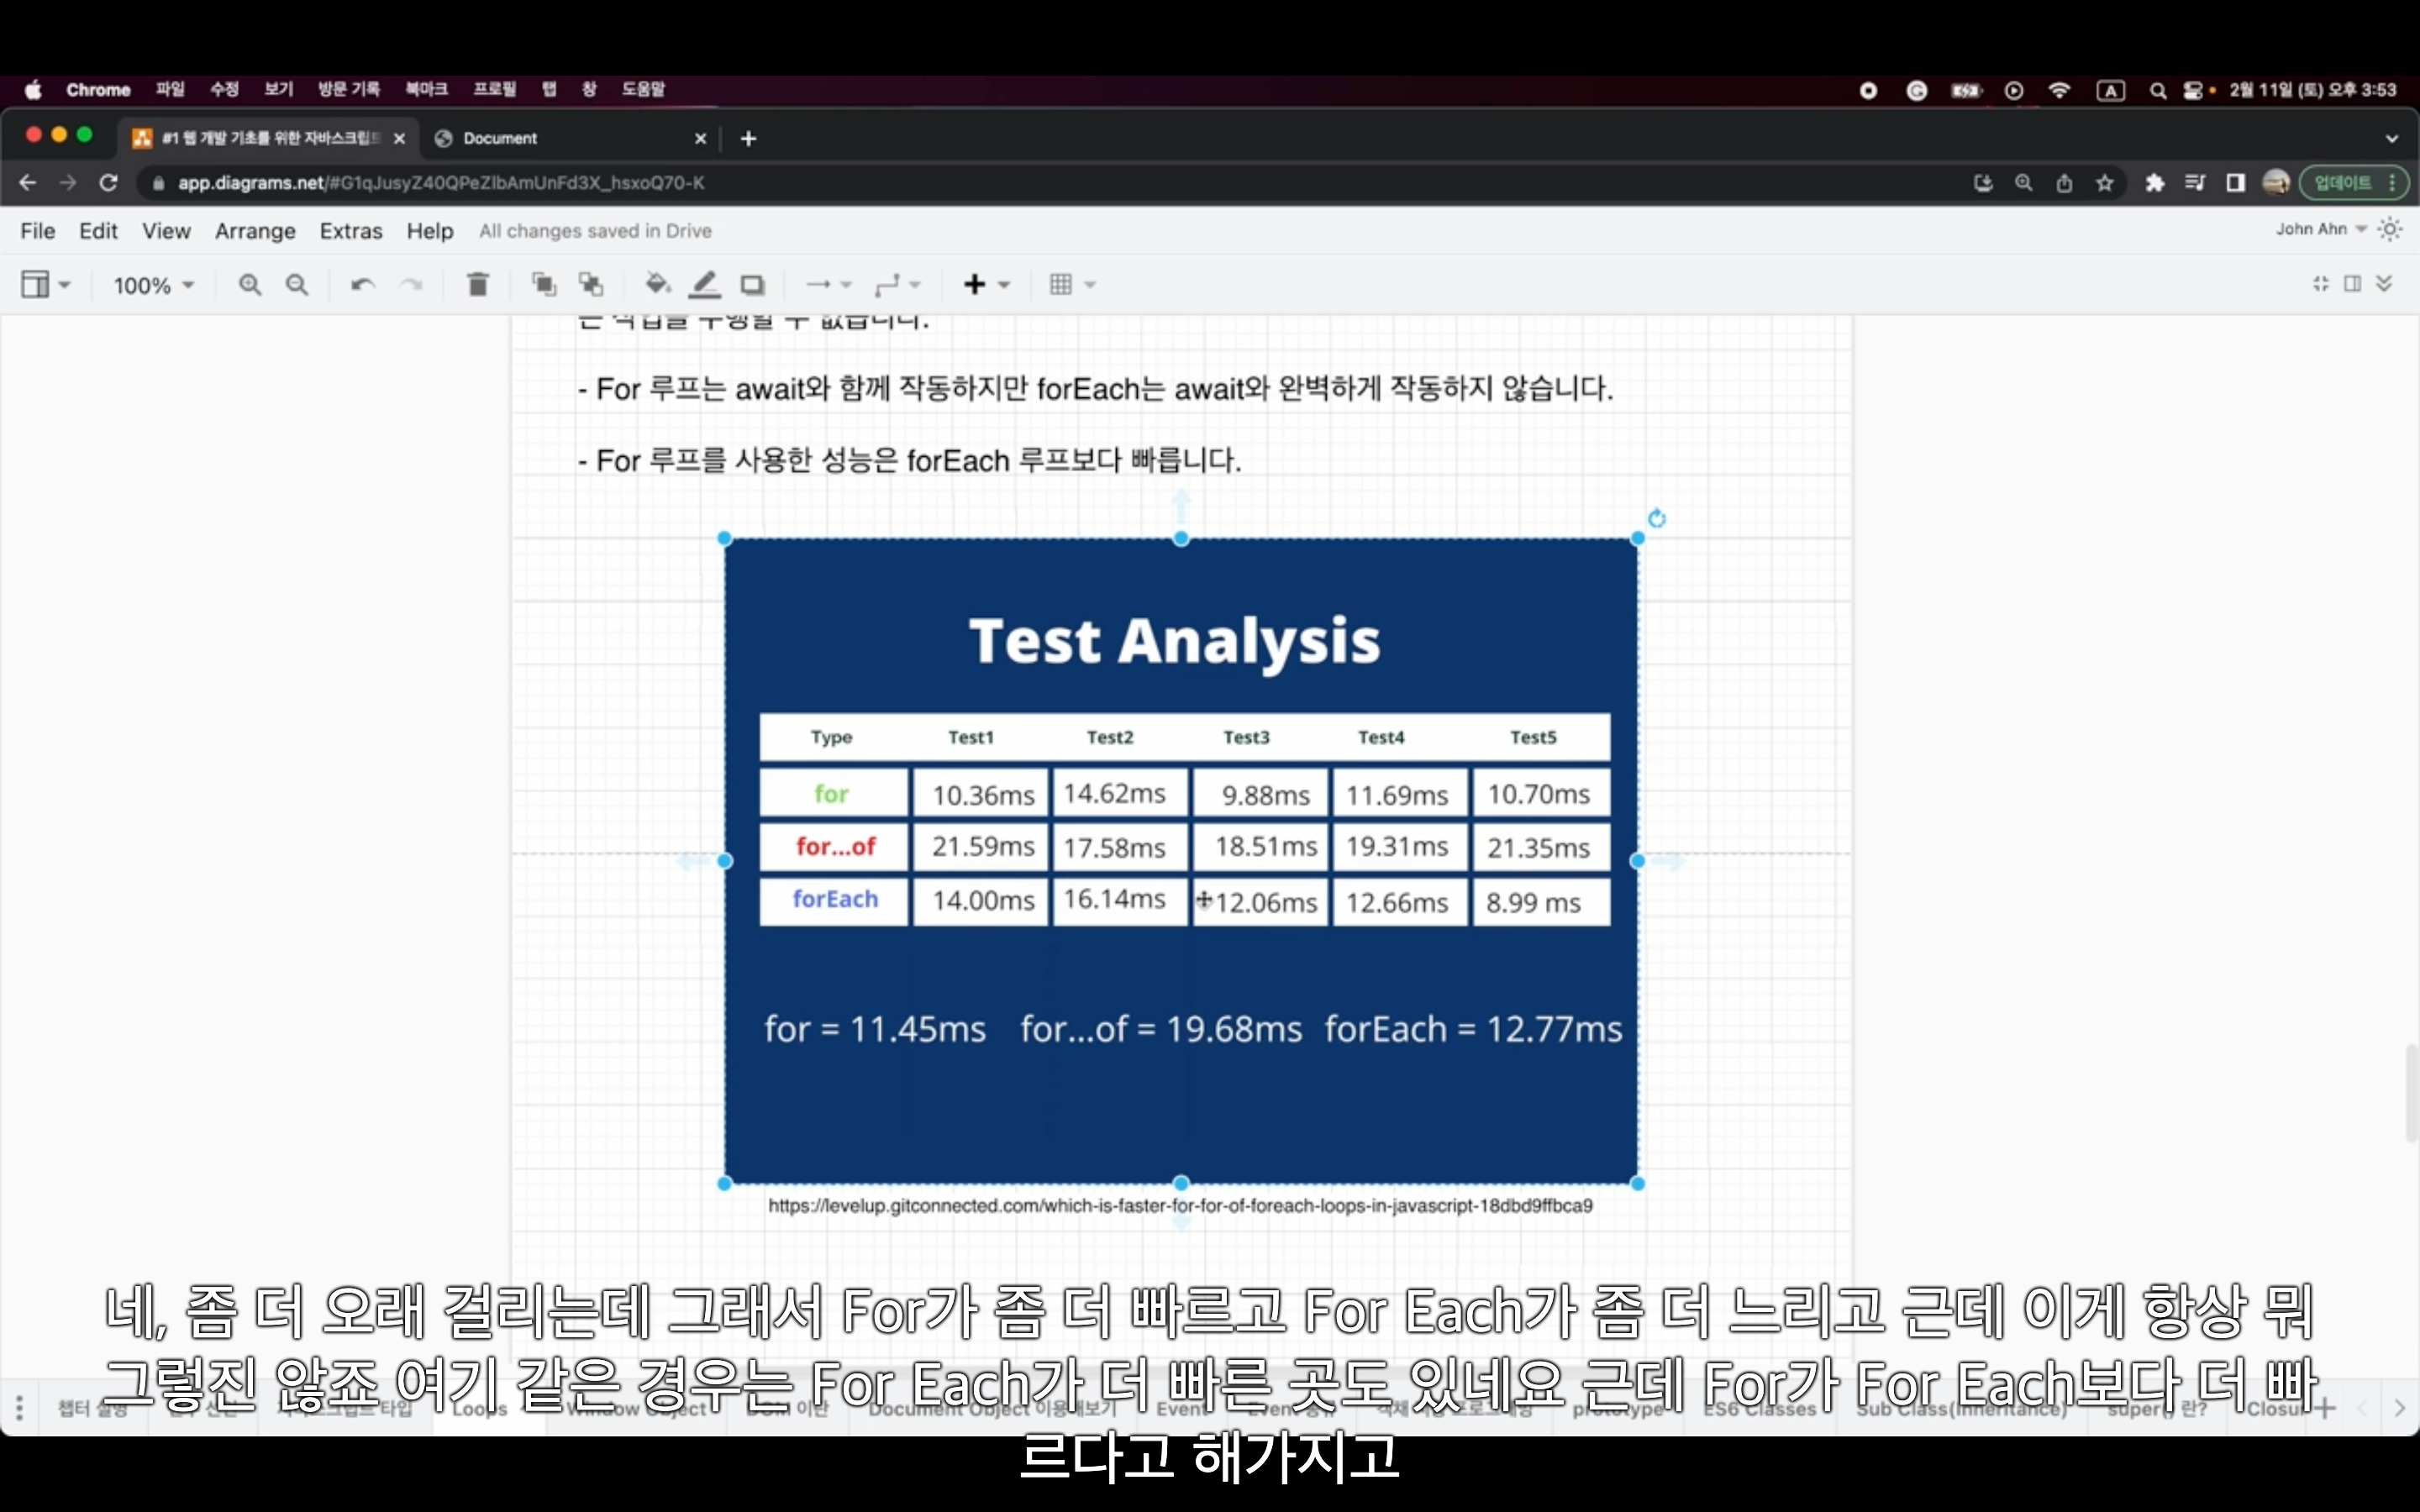 Chrome 파일 수정 보기 방문 기록 북마크 프로필 탭 창 도움말 A 2월 11일 (토) 오후 3:53
#1 웹 개발 기초를 위한 자바스크립트 Document
app.diagrams.net/#G1qJusyZ40QPeZlbAmUnFd3X_hsxoQ70-K 업데이트
File Edit View Arrange Extras Help All changes saved in Drive John Ahn
100%
는 작업을 수행할 수 없습니다.
- For 루프는 await와 함께 작동하지만 forEach는 await와 완벽하게 작동하지 않습니다.
- For 루프를 사용한 성능은 forEach 루프보다 빠릅니다.
Test Analysis
Type Test1 Test2 Test3 Test4 Test5
for 10.36ms 14.62ms 9.88ms 11.69ms 10.70ms
for...of 21.59ms 17.58ms 18.51ms 19.31ms 21.35ms
forEach 14.00ms 16.14ms 12.06ms 12.66ms 8.99 ms
for = 11.45ms for...of = 19.68ms forEach = 12.77ms
https://levelup.gitconnected.com/which-is-faster-for-for-of-foreach-loops-in-javascript-18dbd9ffbca9
네, 좀 더 오래 걸리는데 그래서 For가 좀 더 빠르고 For Each가 좀 더 느리고 근데 이게 항상 뭐
그렇진 않죠 여기 같은 경우는 For Each가 더 빠른 곳도 있네요 근데 For가 For Each보다 더 빠
르다고 해가지고
챕터 설명 Loops Window Object DOM 이란 Document Object 이용해보기 Event prototype ES6 Classes Sub Class(Inheritance) super() 란? Closur